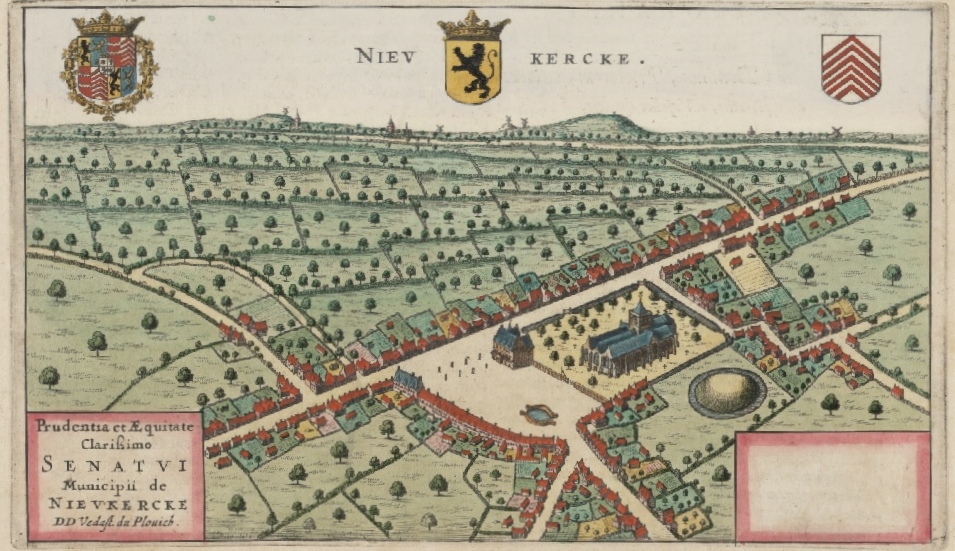 NIEV KERCKE.
Prudentia et Æquitate
Clarißimo
SENATVI
Municipii de
NIEVKERCKE
DD Vedast du Plouich.